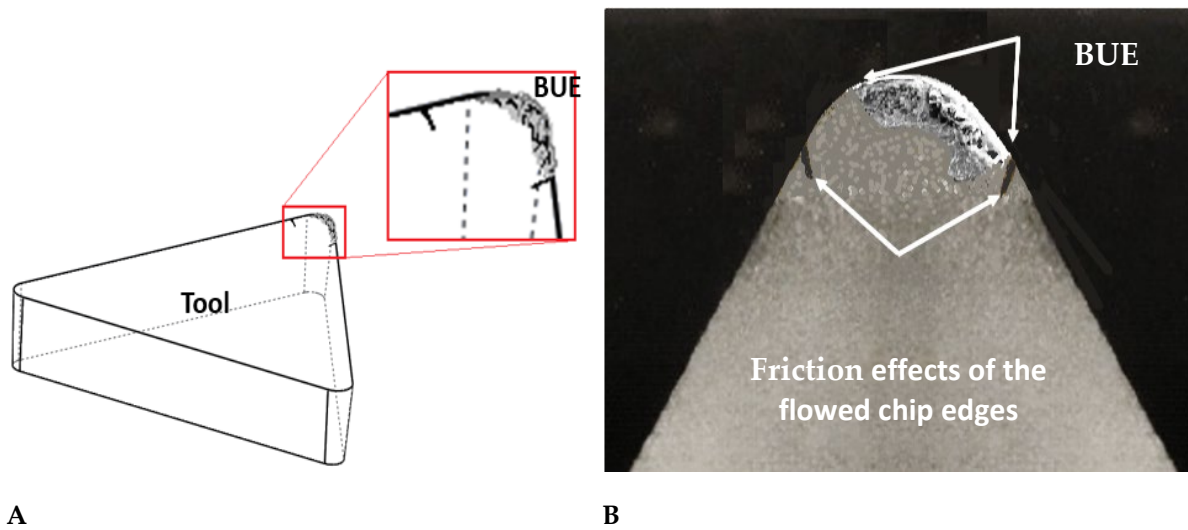 BUE
Tool
BUE
Friction effects of the
flowed chip edges
A
B